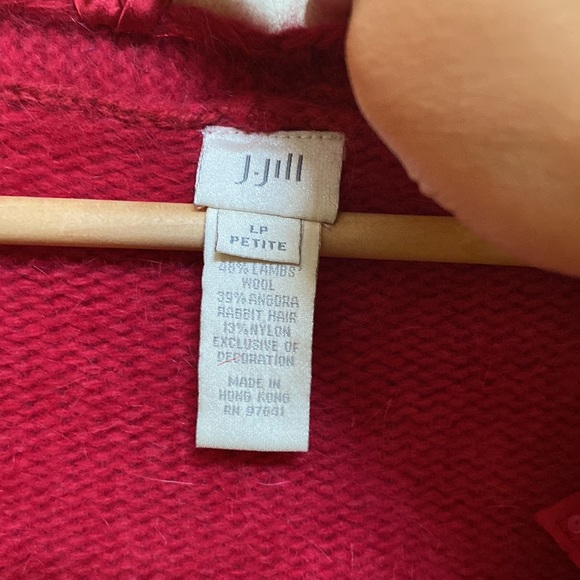 J.Jill
LP
PETITE
48% LAMBS'
WOOL
39% ANGORA
RABBIT HAIR
13% NYLON
EXCLUSIVE OF
DECORATION
MADE IN
HONG KONG
RN 97641